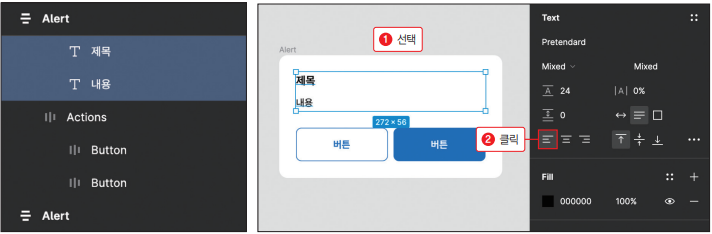 Alert
T 제목
T 내용
Actions
Button
Button
Alert
Alert
1 선택
제목
내용
272 × 56
버튼
버튼
2 클릭
Text
Pretendard
Mixed
Mixed
A 24
|A| 0%
0
Fill
000000
100%